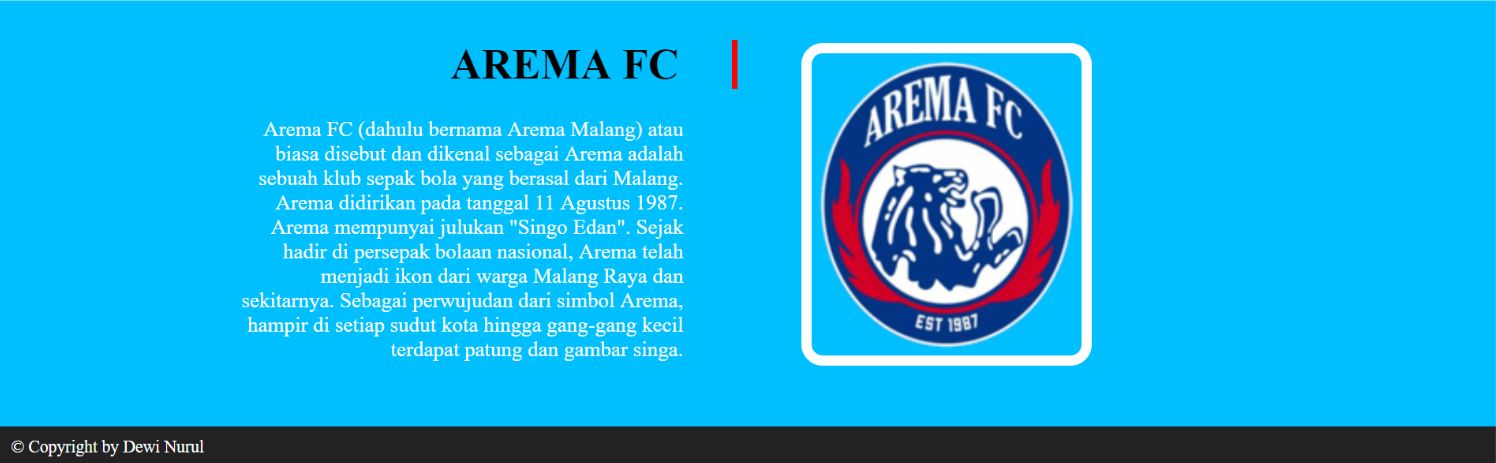 AREMA FC
Arema FC (dahulu bernama Arema Malang) atau
biasa disebut dan dikenal sebagai Arema adalah
sebuah klub sepak bola yang berasal dari Malang.
Arema didirikan pada tanggal 11 Agustus 1987.
Arema mempunyai julukan "Singo Edan". Sejak
hadir di persepak bolaan nasional, Arema telah
menjadi ikon dari warga Malang Raya dan
sekitarnya. Sebagai perwujudan dari simbol Arema,
hampir di setiap sudut kota hingga gang-gang kecil
terdapat patung dan gambar singa.
AREMA FC
EST 1987
© Copyright by Dewi Nurul